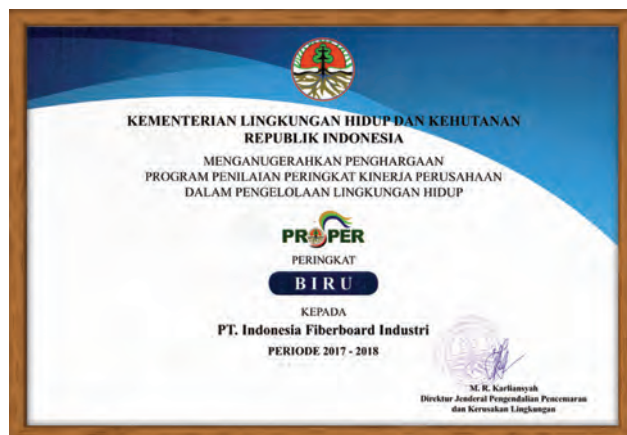 KEMENTERIAN LINGKUNGAN HIDUP DAN KEHUTANAN
REPUBLIK INDONESIA
MENGANUGERAHKAN PENGHARGAAN
PROGRAM PENILAIAN PERINGKAT KINERJA PERUSAHAAN
DALAM PENGELOLAAN LINGKUNGAN HIDUP
PROPER
PERINGKAT
BIRU
KEPADA
PT. Indonesia Fiberboard Industri
PERIODE 2017 - 2018
M. R. Karliansyah
Direktur Jenderal Pengendalian Pencemaran
dan Kerusakan Lingkungan